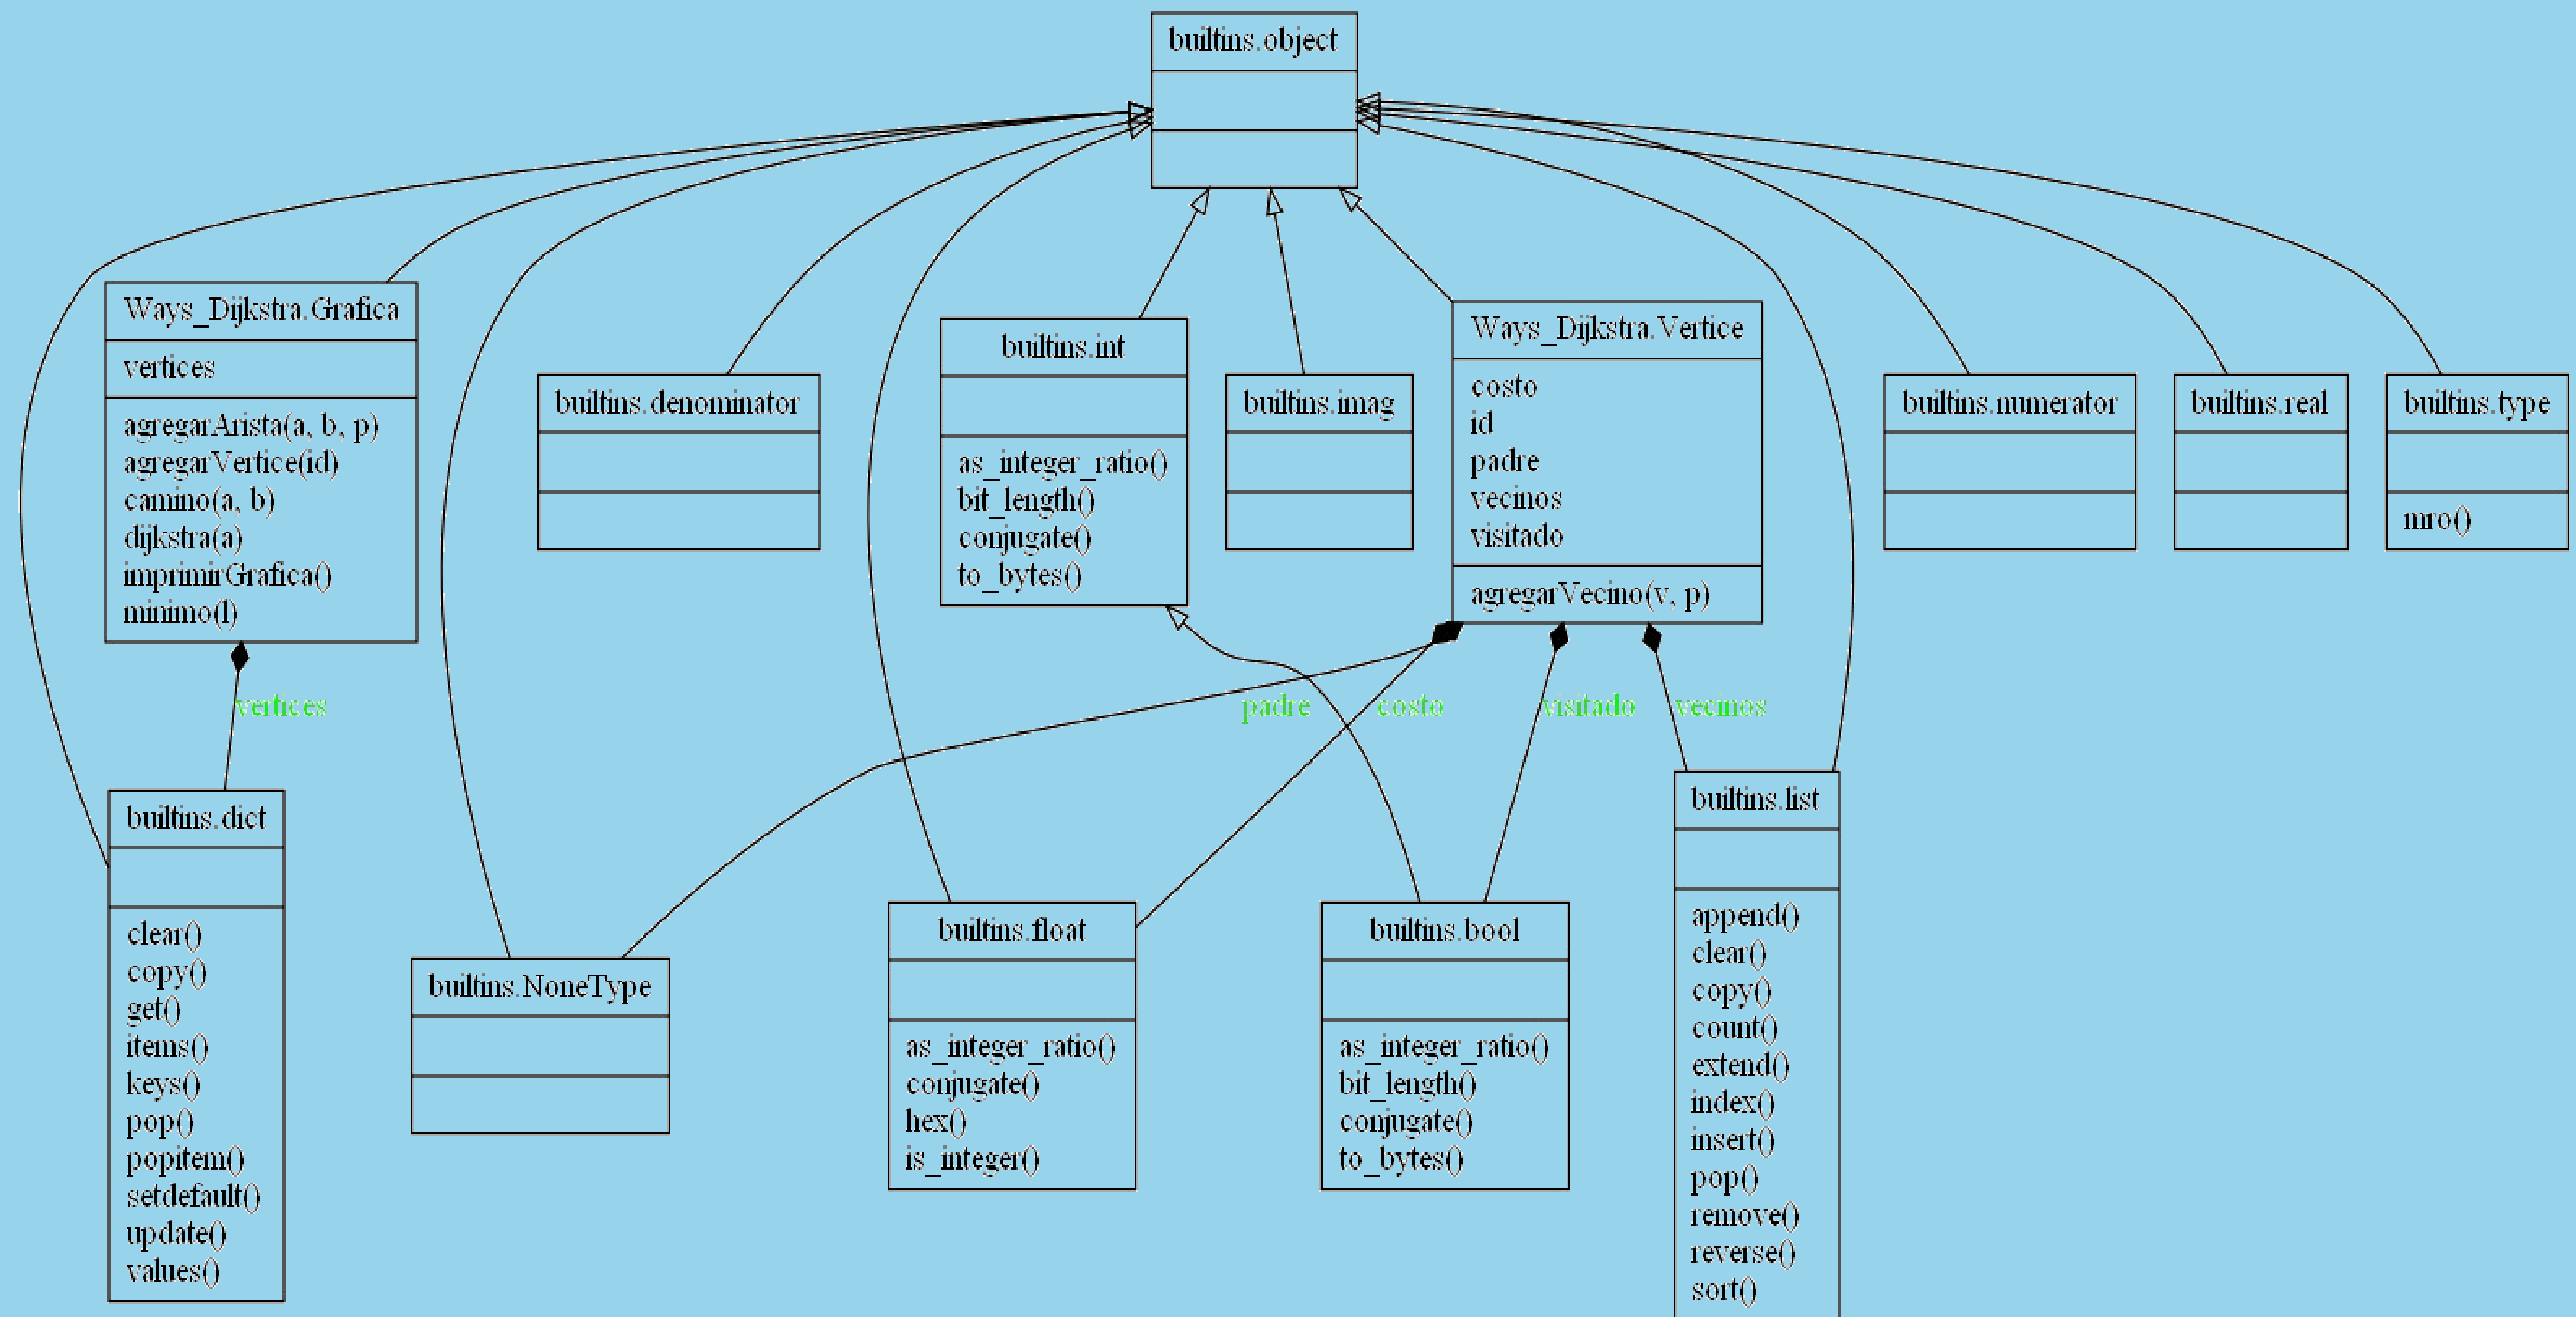 builtins.object
Ways_Dijkstra.Grafica
vertices
agregarArista(a, b, p)
agregarVertice(id)
camino(a, b)
dijkstra(a)
imprimirGrafica()
minimo(l)
builtins.denominator
builtins.int
as_integer_ratio()
bit_length()
conjugate()
to_bytes()
builtins.imag
Ways_Dijkstra.Vertice
costo
id
padre
vecinos
visitado
agregarVecino(v, p)
builtins.numerator
builtins.real
builtins.type
mro()
vertices
padre
costo
visitado
vecinos
builtins.dict
clear()
copy()
get()
items()
keys()
pop()
popitem()
setdefault()
update()
values()
builtins.NoneType
builtins.float
as_integer_ratio()
conjugate()
hex()
is_integer()
builtins.bool
as_integer_ratio()
bit_length()
conjugate()
to_bytes()
builtins.list
append()
clear()
copy()
count()
extend()
index()
insert()
pop()
remove()
reverse()
sort()